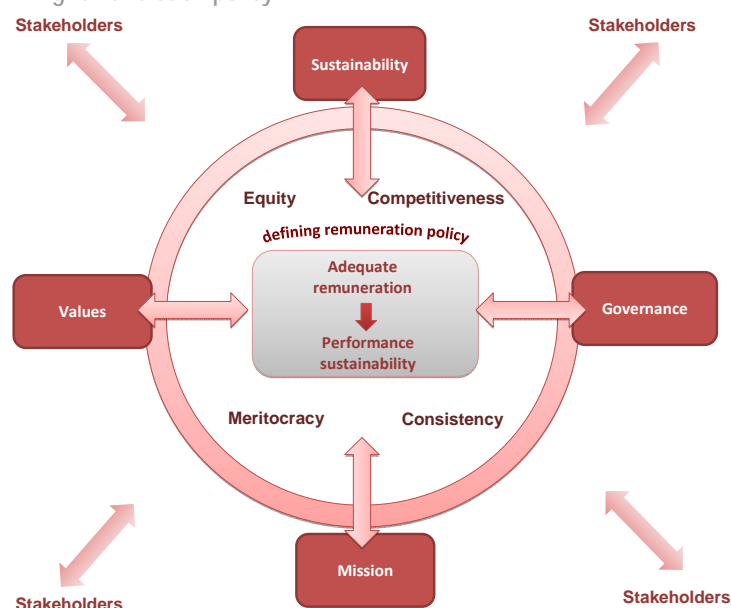 Stakeholders
Stakeholders
Sustainability
Equity
Competitiveness
defining remuneration policy
Adequate
remuneration
Performance
sustainability
Values
Governance
Meritocracy
Consistency
Mission
Stakeholders
Stakeholders